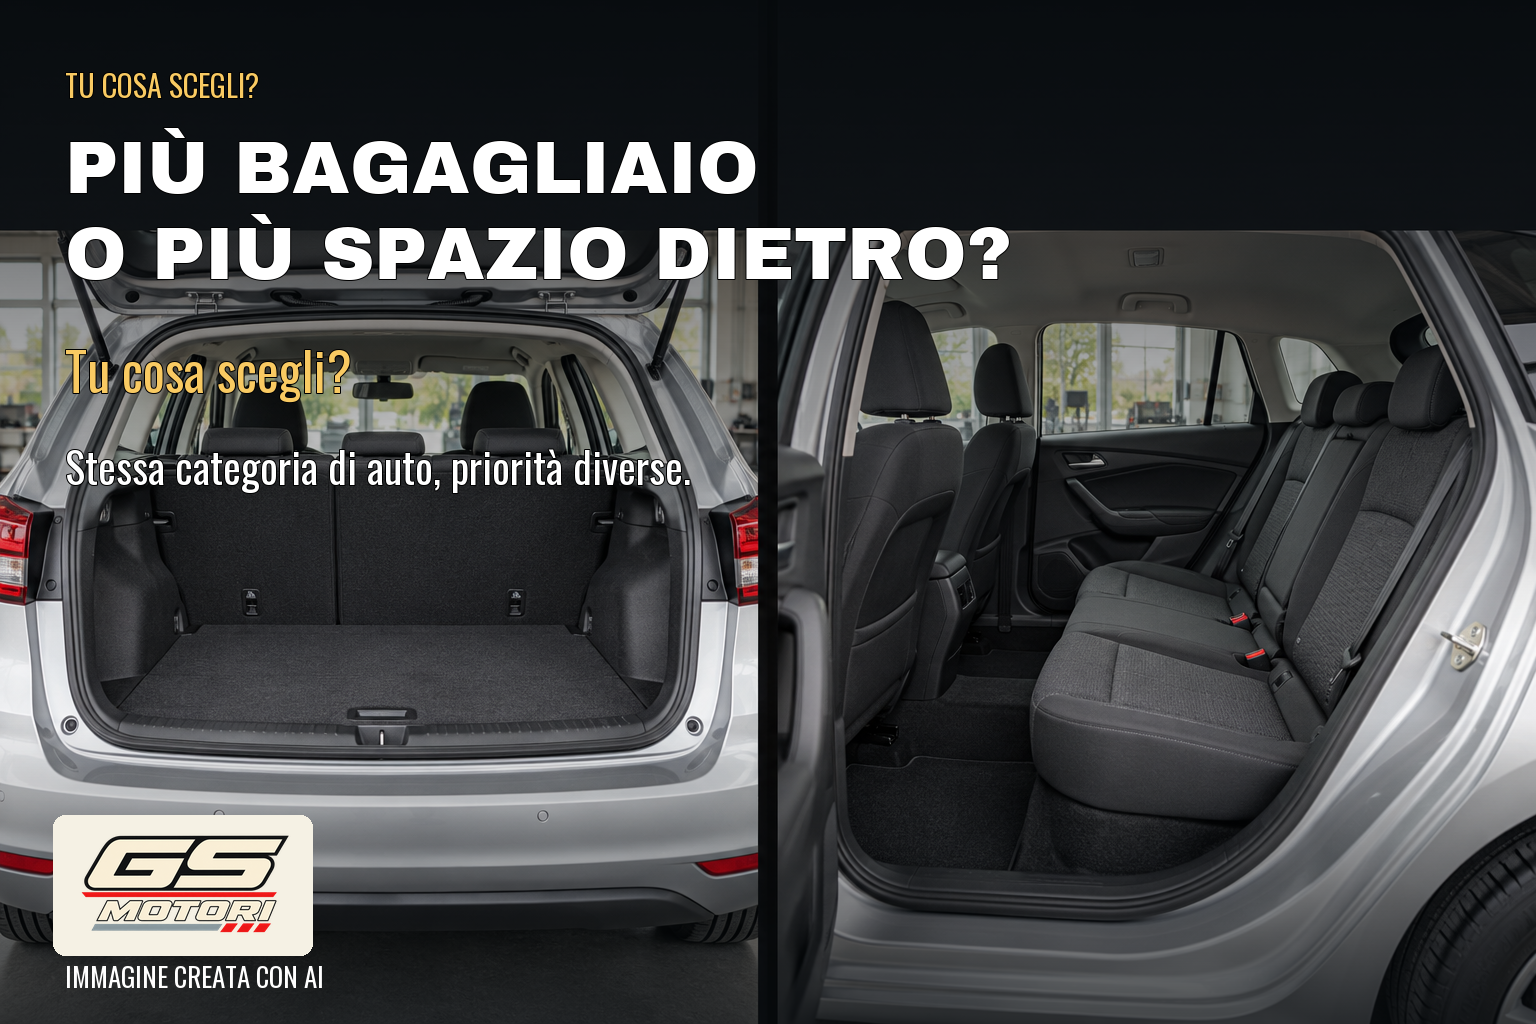 TU COSA SCEGLI?
PIÙ BAGAGLIAIO
O PIÙ SPAZIO DIETRO?
Tu cosa scegli?
Stessa categoria di auto, priorità diverse.
GS
MOTORI
IMMAGINE CREATA CON AI